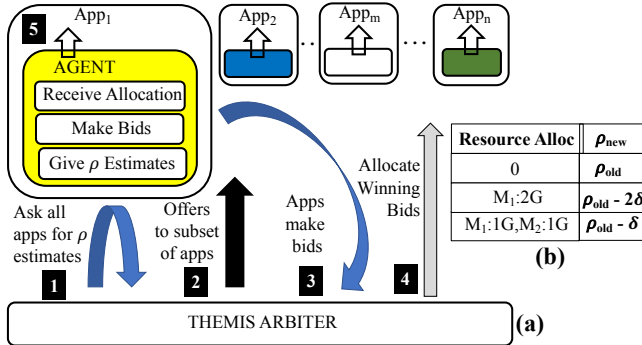 5
App1
App2
Appm
Appn
AGENT
Receive Allocation
Make Bids
Give ρ Estimates
Ask all
apps for ρ
estimates
1
Offers
to subset
of apps
2
Apps
make
bids
3
Allocate
Winning
Bids
4
Resource Alloc ρnew
0 ρold
M1:2G ρold - 2δ
M1:1G,M2:1G ρold - δ
(b)
THEMIS ARBITER
(a)